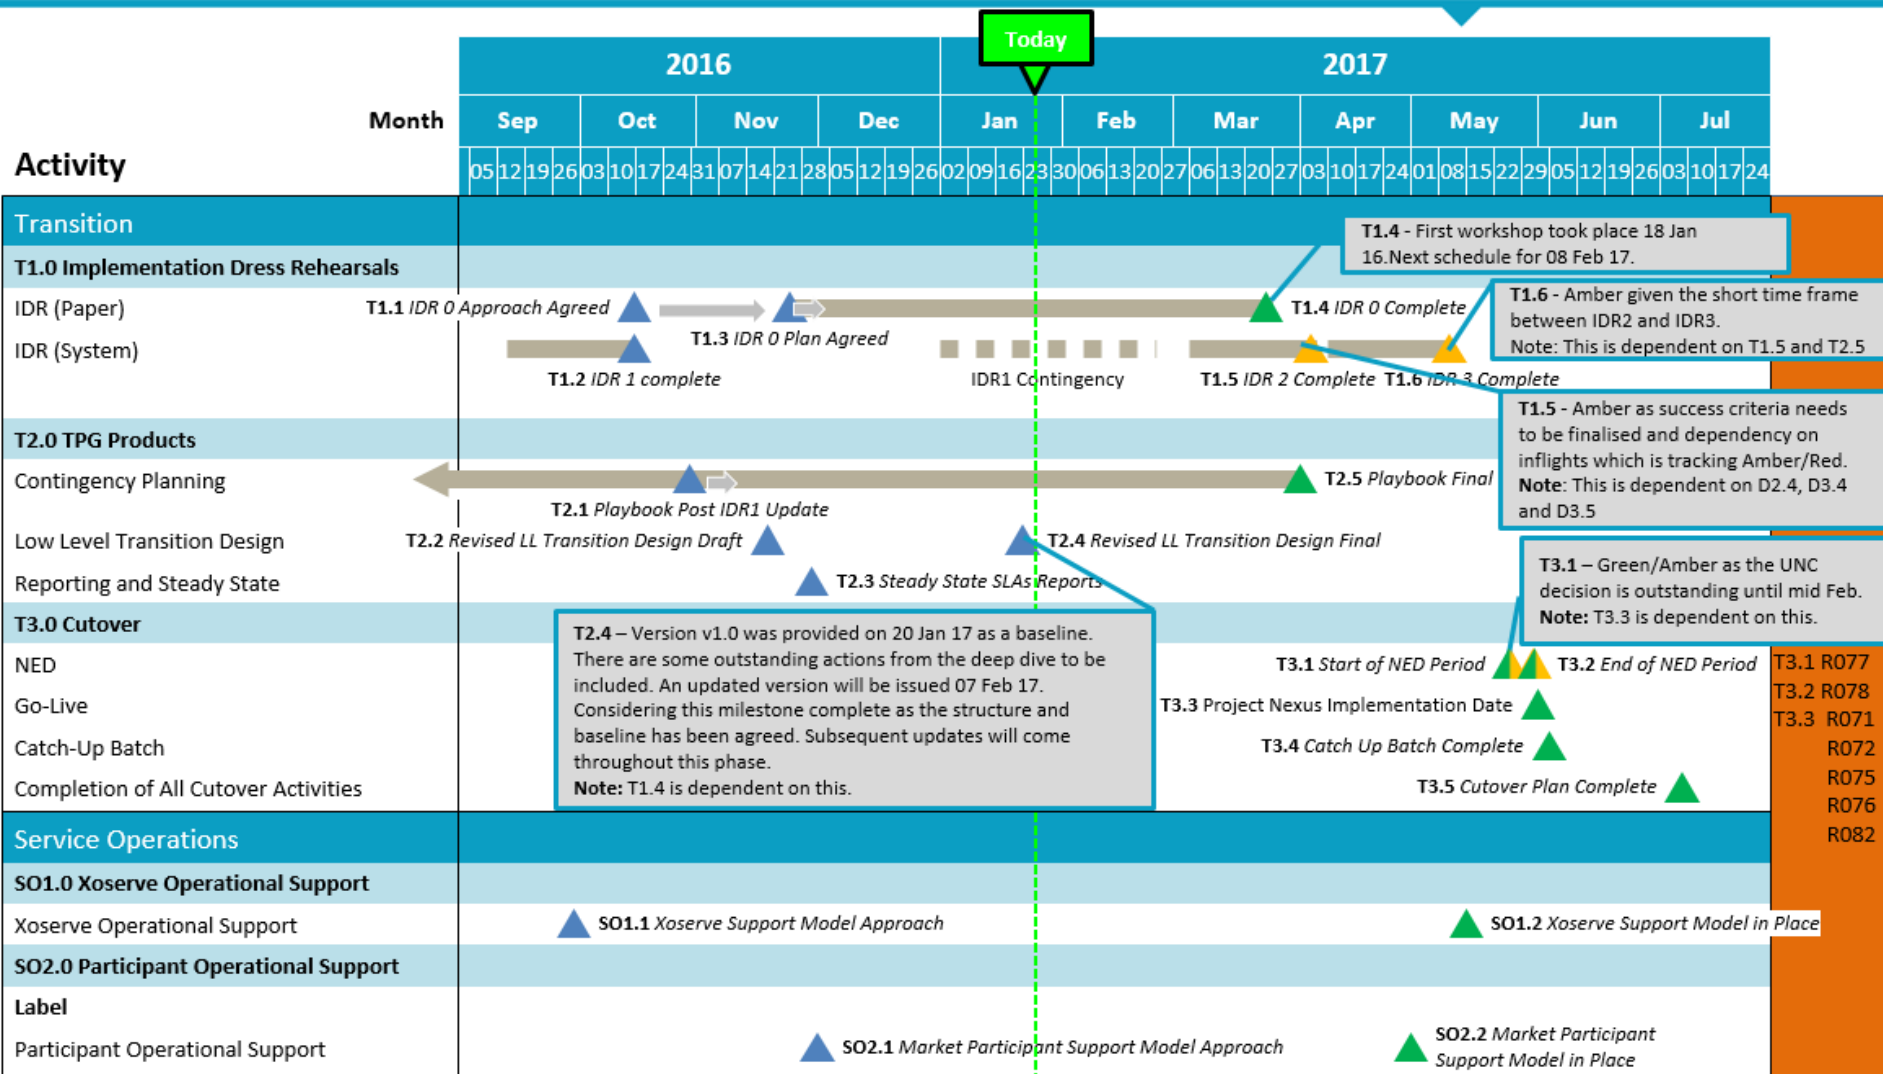 Today
2016
2017
Month
Sep
Oct
Nov
Dec
Jan
Feb
Mar
Apr
May
Jun
Jul
Activity
05 12 19 26 03 10 17 24 31 07 14 21 28 05 12 19 26 02 09 16 23 30 06 13 20 27 06 13 20 27 03 10 17 24 01 08 15 22 29 05 12 19 26 03 10 17 24
Transition
T1.4 - First workshop took place 18 Jan
16.Next schedule for 08 Feb 17.
T1.0 Implementation Dress Rehearsals
IDR (Paper)
T1.1 IDR 0 Approach Agreed
T1.3 IDR 0 Plan Agreed
T1.4 IDR 0 Complete
T1.6 - Amber given the short time frame
between IDR2 and IDR3.
Note: This is dependent on T1.5 and T2.5
IDR (System)
T1.2 IDR 1 complete
IDR1 Contingency
T1.5 IDR 2 Complete
T1.6 IDR 3 Complete
T1.5 - Amber as success criteria needs
to be finalised and dependency on
inflights which is tracking Amber/Red.
Note: This is dependent on D2.4, D3.4
and D3.5
T2.0 TPG Products
Contingency Planning
T2.1 Playbook Post IDR1 Update
T2.5 Playbook Final
Low Level Transition Design
T2.2 Revised LL Transition Design Draft
T2.4 Revised LL Transition Design Final
Reporting and Steady State
T2.3 Steady State SLAs Reports
T3.1 – Green/Amber as the UNC
decision is outstanding until mid Feb.
Note: T3.3 is dependent on this.
T3.0 Cutover
T2.4 – Version v1.0 was provided on 20 Jan 17 as a baseline.
There are some outstanding actions from the deep dive to be
included. An updated version will be issued 07 Feb 17.
Considering this milestone complete as the structure and
baseline has been agreed. Subsequent updates will come
throughout this phase.
Note: T1.4 is dependent on this.
NED
T3.1 Start of NED Period
T3.2 End of NED Period
T3.1 R077
T3.2 R078
T3.3 R071
R072
R075
R076
R082
Go-Live
T3.3 Project Nexus Implementation Date
Catch-Up Batch
T3.4 Catch Up Batch Complete
Completion of All Cutover Activities
T3.5 Cutover Plan Complete
Service Operations
SO1.0 Xoserve Operational Support
Xoserve Operational Support
SO1.1 Xoserve Support Model Approach
SO1.2 Xoserve Support Model in Place
SO2.0 Participant Operational Support
Label
Participant Operational Support
SO2.1 Market Participant Support Model Approach
SO2.2 Market Participant
Support Model in Place